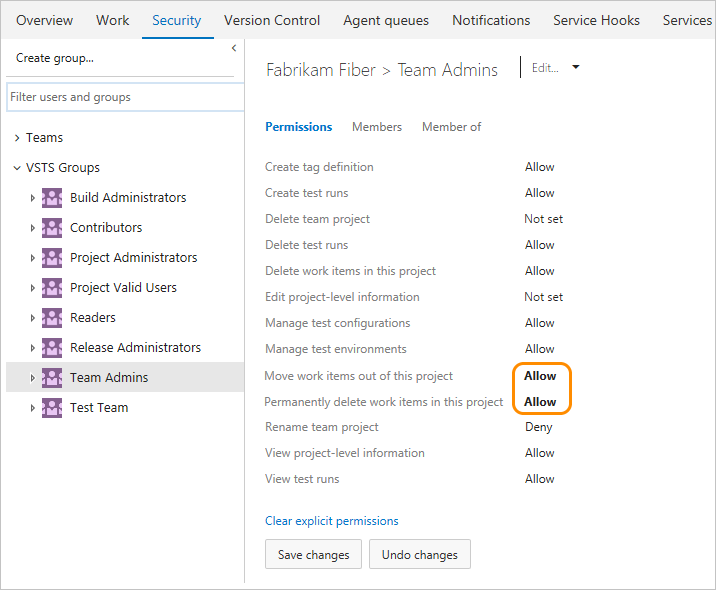 Overview Work Security Version Control Agent queues Notifications Service Hooks Services
Create group...
Filter users and groups
Teams
VSTS Groups
Build Administrators
Contributors
Project Administrators
Project Valid Users
Readers
Release Administrators
Team Admins
Test Team
Fabrikam Fiber > Team Admins Edit...
Permissions Members Member of
Create tag definition Allow
Create test runs Allow
Delete team project Not set
Delete test runs Allow
Delete work items in this project Allow
Edit project-level information Not set
Manage test configurations Allow
Manage test environments Allow
Move work items out of this project Allow
Permanently delete work items in this project Allow
Rename team project Deny
View project-level information Allow
View test runs Allow
Clear explicit permissions
Save changes Undo changes